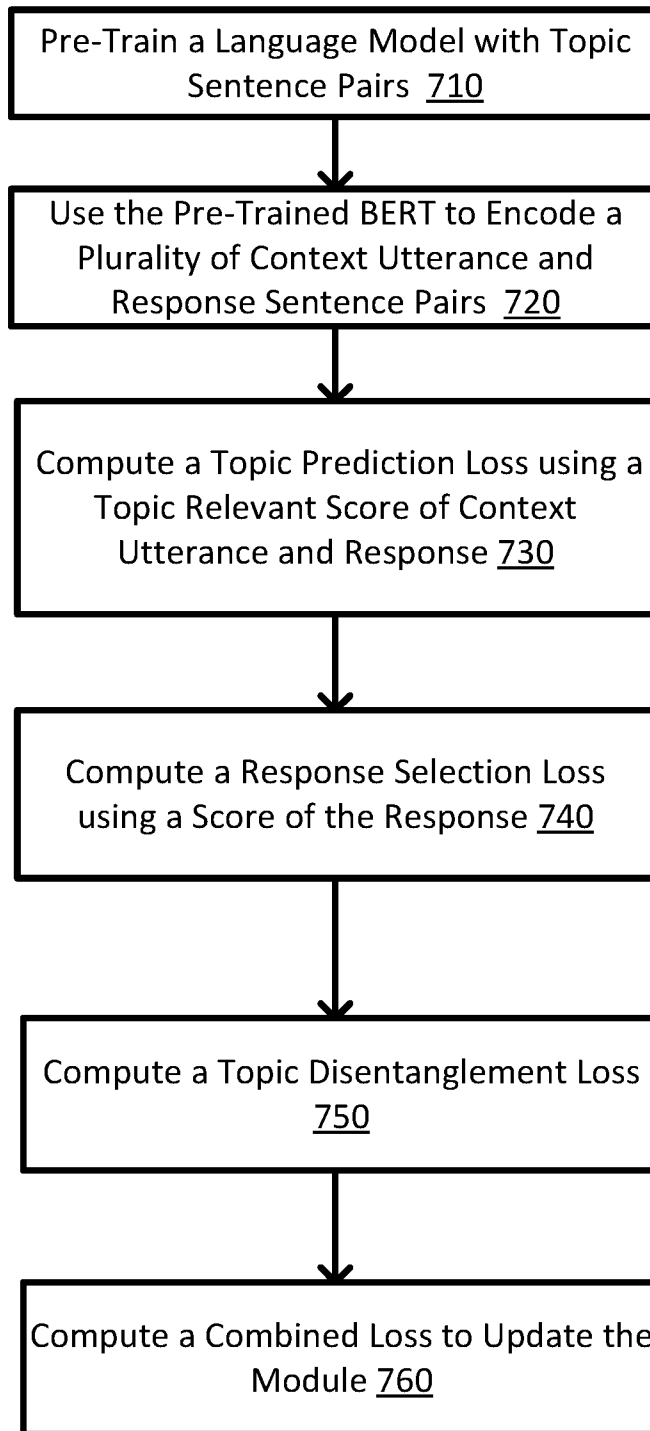 Pre-Train a Language Model with Topic
Sentence Pairs 710
Use the Pre-Trained BERT to Encode a
Plurality of Context Utterance and
Response Sentence Pairs 720
Compute a Topic Prediction Loss using a
Topic Relevant Score of Context
Utterance and Response 730
Compute a Response Selection Loss
using a Score of the Response 740
Compute a Topic Disentanglement Loss
750
Compute a Combined Loss to Update the
Module 760